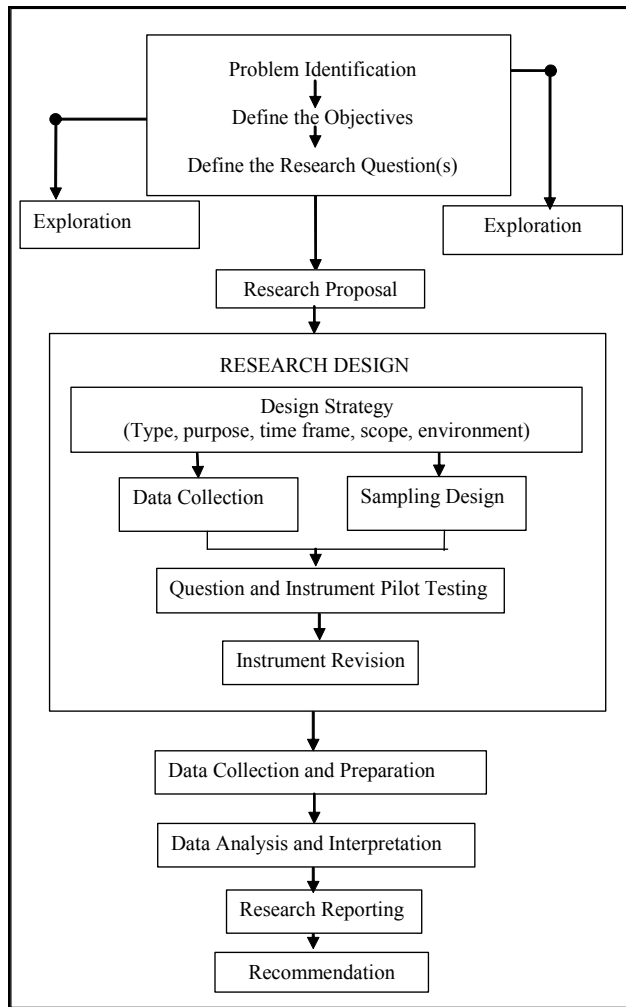 Problem Identification
Define the Objectives
Define the Research Question(s)
Exploration
Exploration
Research Proposal
RESEARCH DESIGN
Design Strategy
(Type, purpose, time frame, scope, environment)
Data Collection
Sampling Design
Question and Instrument Pilot Testing
Instrument Revision
Data Collection and Preparation
Data Analysis and Interpretation
Research Reporting
Recommendation